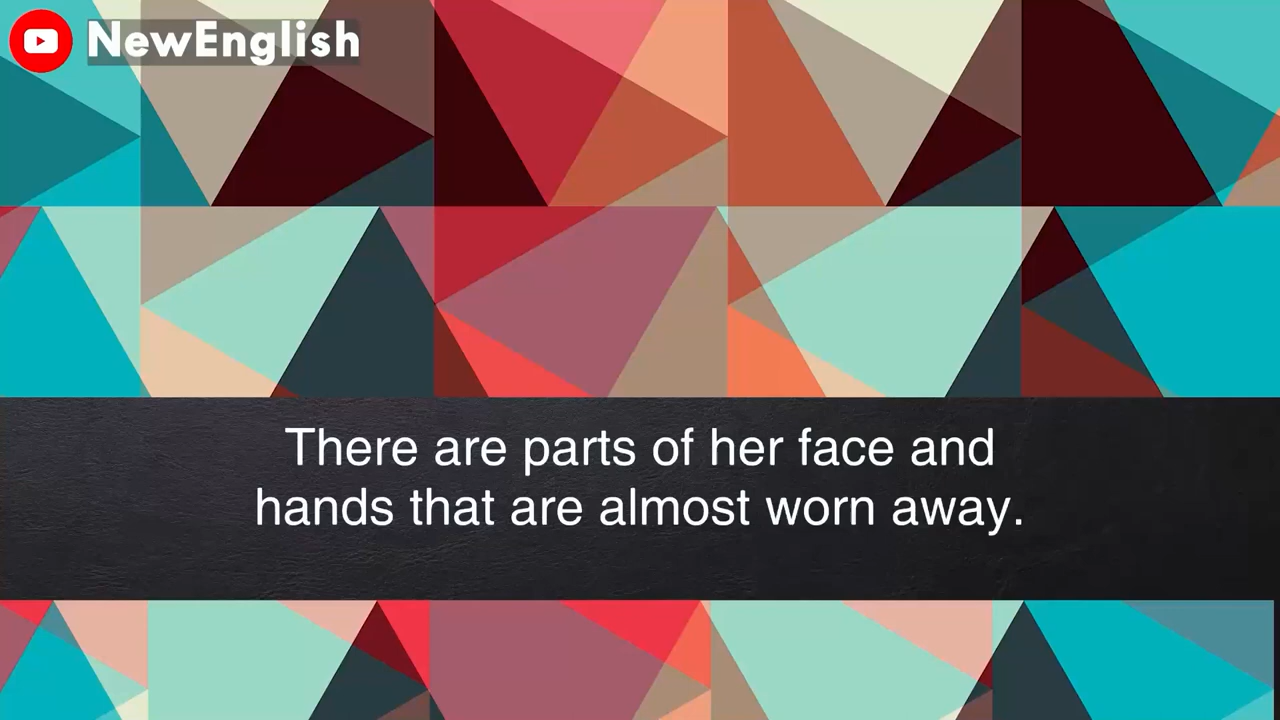 NewEnglish
There are parts of her face and
hands that are almost worn away.